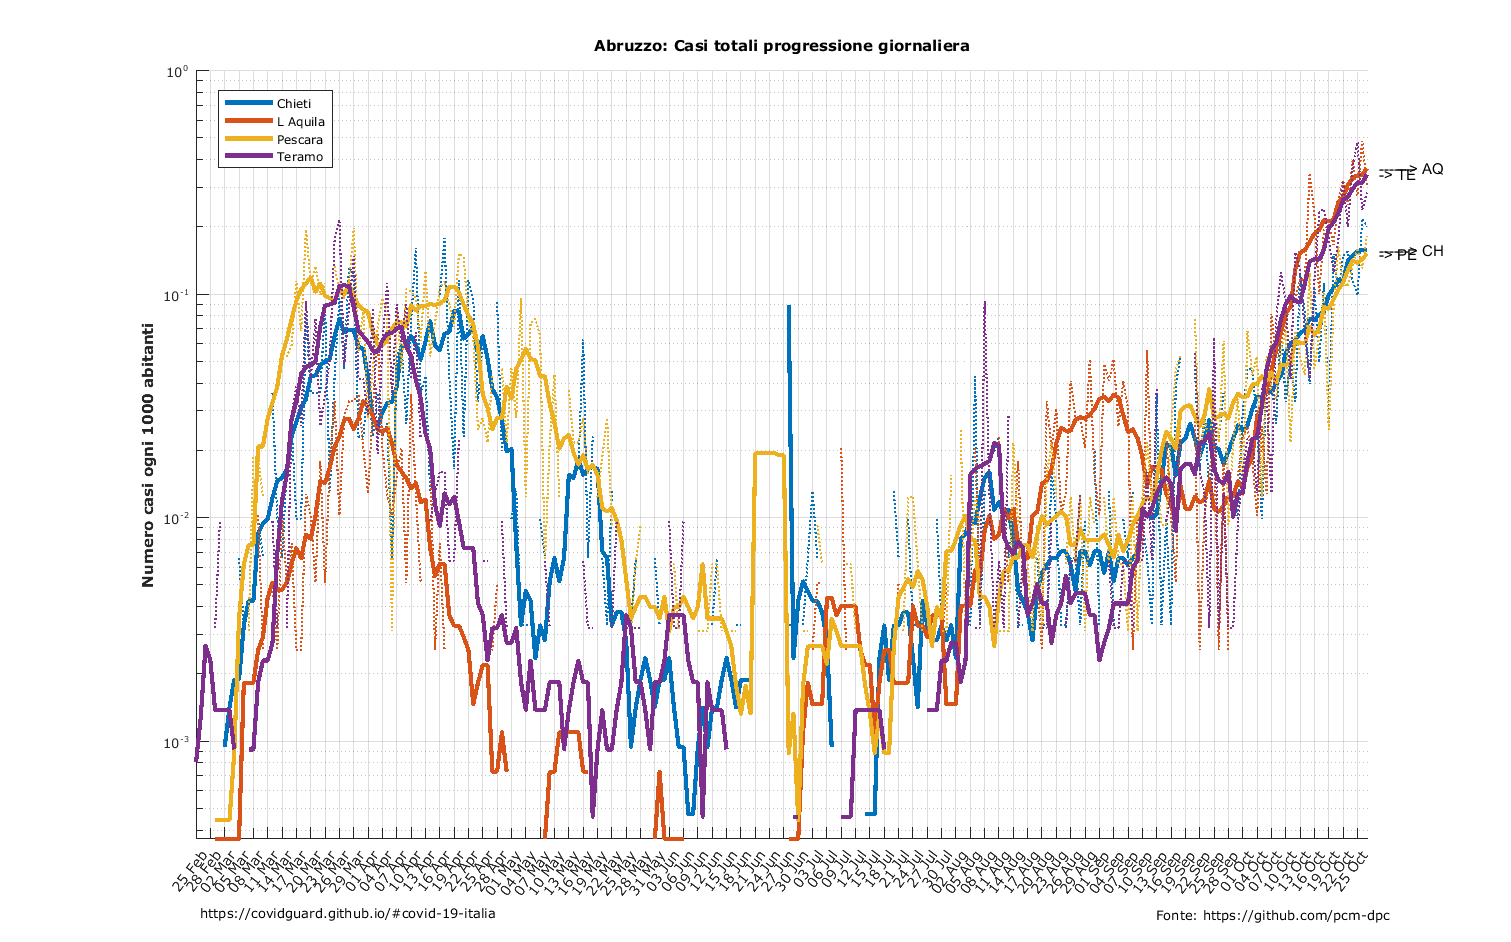 Abruzzo: Casi totali progressione giornaliera
Numero casi ogni 1000 abitanti
10⁰
10⁻¹
10⁻²
10⁻³
Chieti
L Aquila
Pescara
Teramo
----> AQ
-> TE
----> CH
-> PE
25 Feb
28 Feb
02 Mar
05 Mar
08 Mar
11 Mar
14 Mar
17 Mar
20 Mar
23 Mar
26 Mar
29 Mar
01 Apr
04 Apr
07 Apr
10 Apr
13 Apr
16 Apr
19 Apr
22 Apr
25 Apr
28 Apr
01 May
04 May
07 May
10 May
13 May
16 May
19 May
22 May
25 May
28 May
31 May
03 Jun
06 Jun
09 Jun
12 Jun
15 Jun
18 Jun
21 Jun
24 Jun
27 Jun
30 Jun
03 Jul
06 Jul
09 Jul
12 Jul
15 Jul
18 Jul
21 Jul
24 Jul
27 Jul
30 Jul
02 Aug
05 Aug
08 Aug
11 Aug
14 Aug
17 Aug
20 Aug
23 Aug
26 Aug
29 Aug
01 Sep
04 Sep
07 Sep
10 Sep
13 Sep
16 Sep
19 Sep
22 Sep
25 Sep
28 Sep
01 Oct
04 Oct
07 Oct
10 Oct
13 Oct
16 Oct
19 Oct
22 Oct
25 Oct
https://covidguard.github.io/#covid-19-italia
Fonte: https://github.com/pcm-dpc